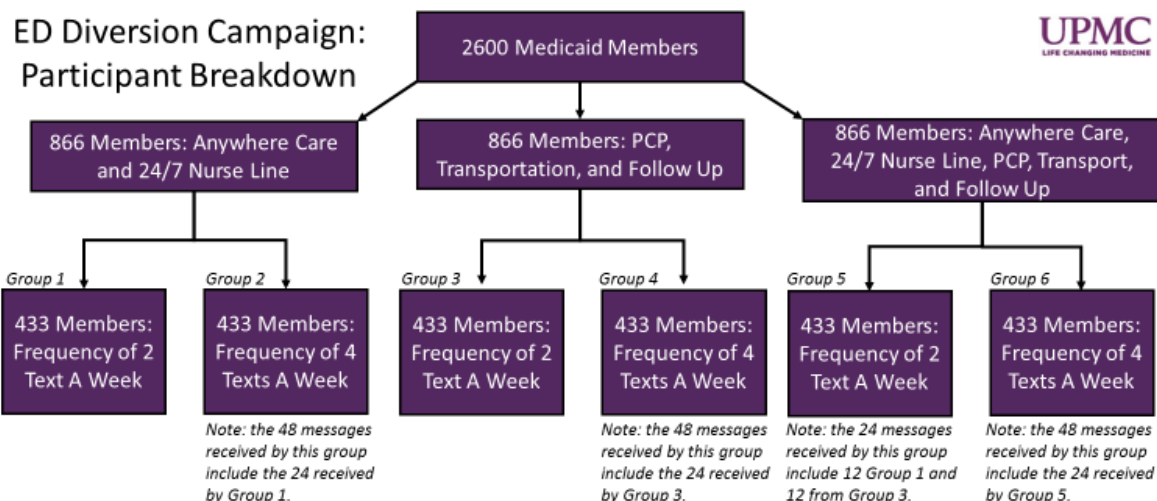 ED Diversion Campaign:
Participant Breakdown
2600 Medicaid Members
UPMC
LIFE CHANGING MEDICINE
866 Members: Anywhere Care
and 24/7 Nurse Line
866 Members: PCP,
Transportation, and Follow Up
866 Members: Anywhere Care,
24/7 Nurse Line, PCP, Transport,
and Follow Up
Group 1
433 Members:
Frequency of 2
Text A Week
Group 2
433 Members:
Frequency of 4
Texts A Week
Note: the 48 messages
received by this group
include the 24 received
by Group 1.
Group 3
433 Members:
Frequency of 2
Text A Week
Group 4
433 Members:
Frequency of 4
Texts A Week
Note: the 48 messages
received by this group
include the 24 received
by Group 3.
Group 5
433 Members:
Frequency of 2
Text A Week
Note: the 24 messages
received by this group
include 12 Group 1 and
12 from Group 3.
Group 6
433 Members:
Frequency of 4
Texts A Week
Note: the 48 messages
received by this group
include the 24 received
by Group 5.